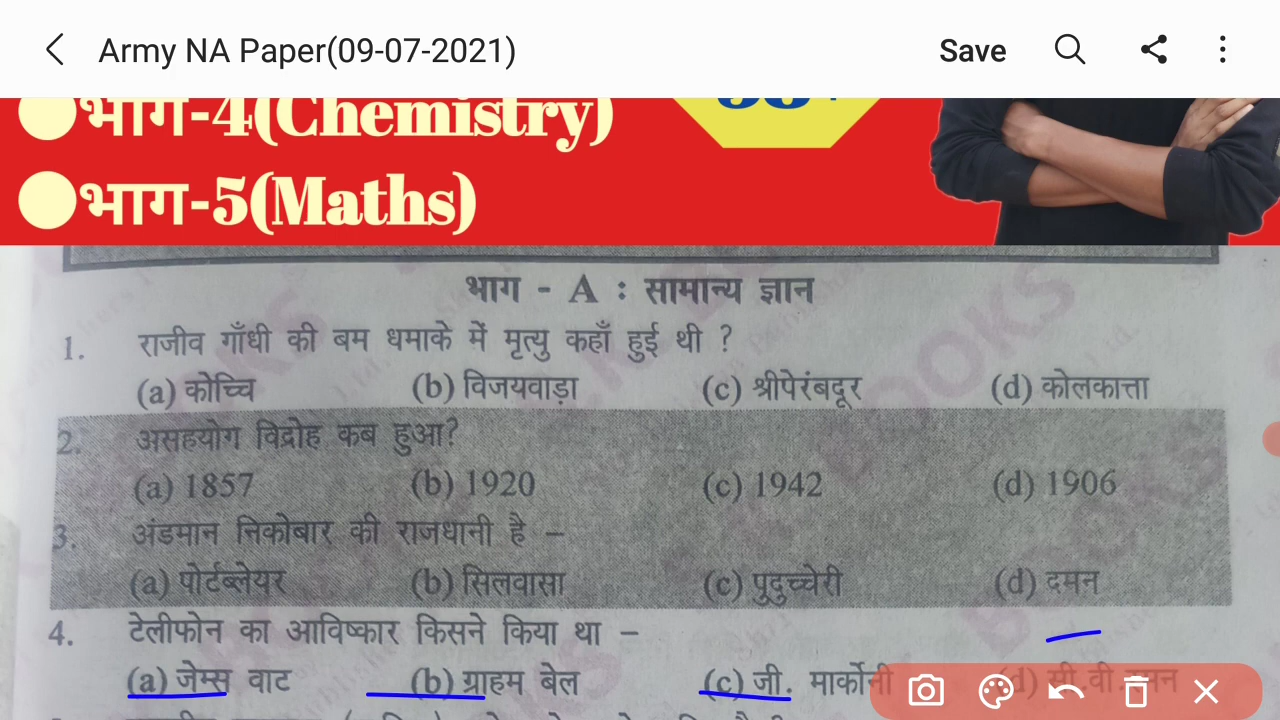 Army NA Paper(09-07-2021)
Save
भाग-4(Chemistry)
भाग-5(Maths)
भाग - A : सामान्य ज्ञान
1. राजीव गाँधी की बम धमाके में मृत्यु कहाँ हुई थी ?
(a) कोच्चि (b) विजयवाड़ा (c) श्रीपेरंबदूर (d) कोलकात्ता
2. असहयोग विद्रोह कब हुआ?
(a) 1857 (b) 1920 (c) 1942 (d) 1906
3. अंडमान निकोबार की राजधानी है –
(a) पोर्टब्लेयर (b) सिलवासा (c) पुदुच्चेरी (d) दमन
4. टेलीफोन का आविष्कार किसने किया था –
(a) जेम्स वाट (b) ग्राहम बेल (c) जी. मार्कोनी (d) सी.वी. रमन